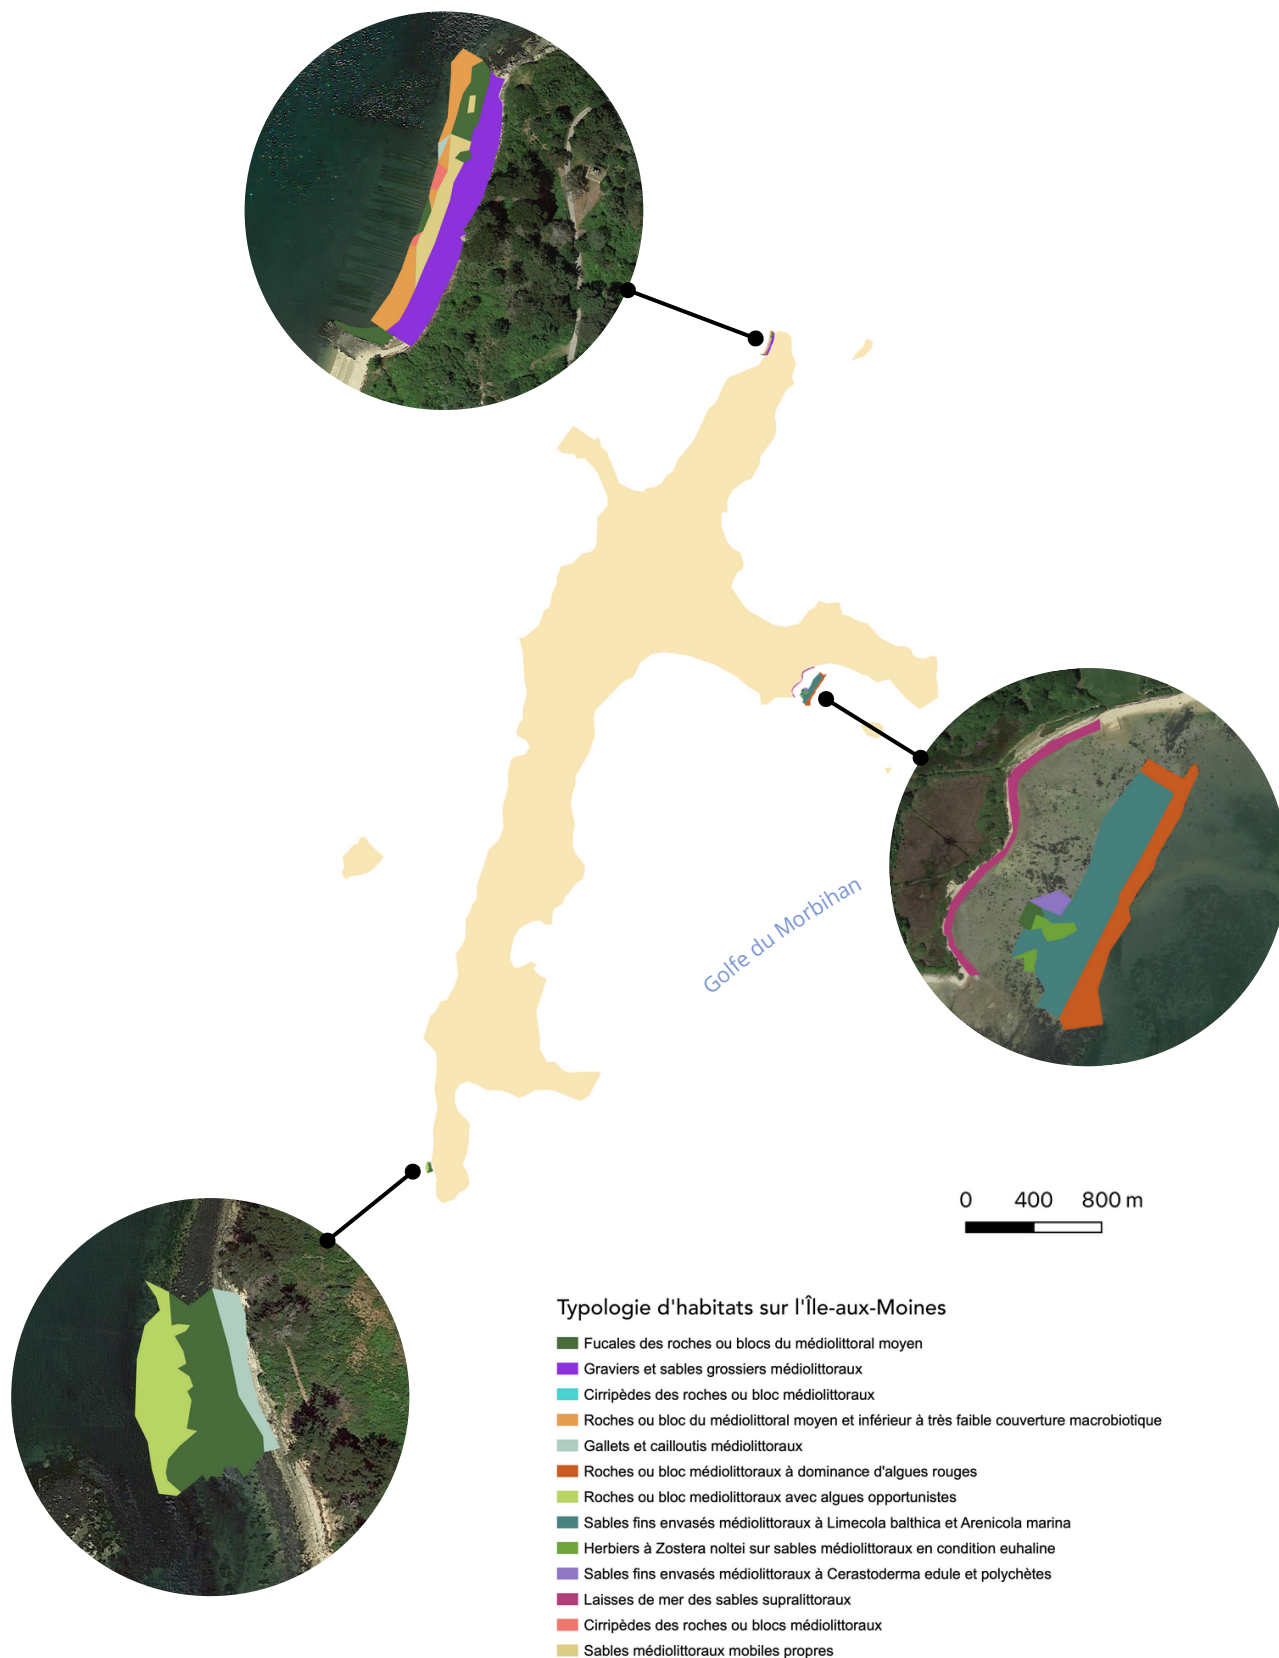 Golfe du Morbihan
0 400 800 m
Typologie d'habitats sur l'Île-aux-Moines
Fucales des roches ou blocs du médiolittoral moyen
Graviers et sables grossiers médiolittoraux
Cirripèdes des roches ou bloc médiolittoraux
Roches ou bloc du médiolittoral moyen et inférieur à très faible couverture macrobiotique
Gallets et cailloutis médiolittoraux
Roches ou bloc médiolittoraux à dominance d'algues rouges
Roches ou bloc mediolittoraux avec algues opportunistes
Sables fins envasés médiolittoraux à Limecola balthica et Arenicola marina
Herbiers à Zostera noltei sur sables médiolittoraux en condition euhaline
Sables fins envasés médiolittoraux à Cerastoderma edule et polychètes
Laisses de mer des sables supralittoraux
Cirripèdes des roches ou blocs médiolittoraux
Sables médiolittoraux mobiles propres